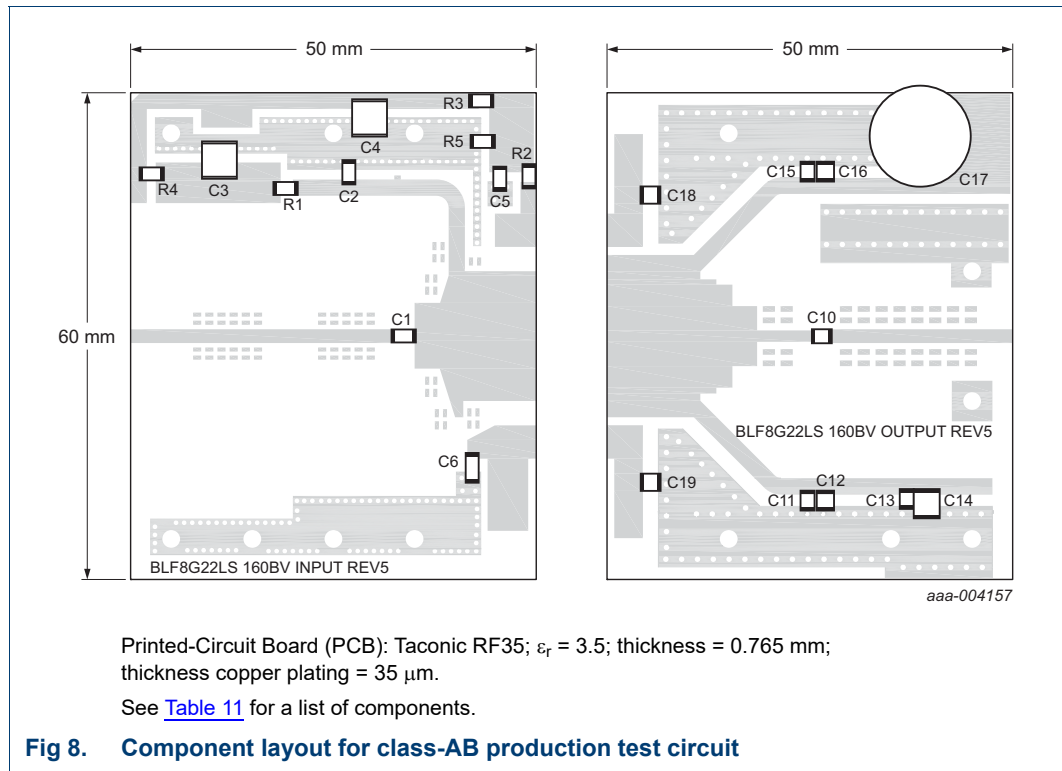 50 mm
50 mm
60 mm
R3
C4
R5
R2
C3
R4
R1
C2
C5
C1
C6
BLF8G22LS 160BV INPUT REV5
C15
C16
C17
C18
C10
BLF8G22LS 160BV OUTPUT REV5
C19
C11
C12
C13
C14
aaa-004157
Printed-Circuit Board (PCB): Taconic RF35; εr = 3.5; thickness = 0.765 mm;
thickness copper plating = 35 μm.
See Table 11 for a list of components.
Fig 8. Component layout for class-AB production test circuit